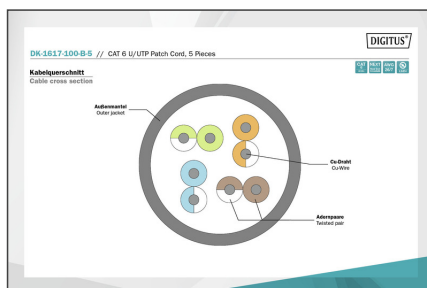 DIGITUS®
DK-1617-100-B-5 // CAT 6 U/UTP Patch Cord, 5 Pieces
Kabelquerschnitt
Cable cross section
Außenmantel
Outer jacket
Cu-Draht
Cu-Wire
Adernpaare
Twisted pair